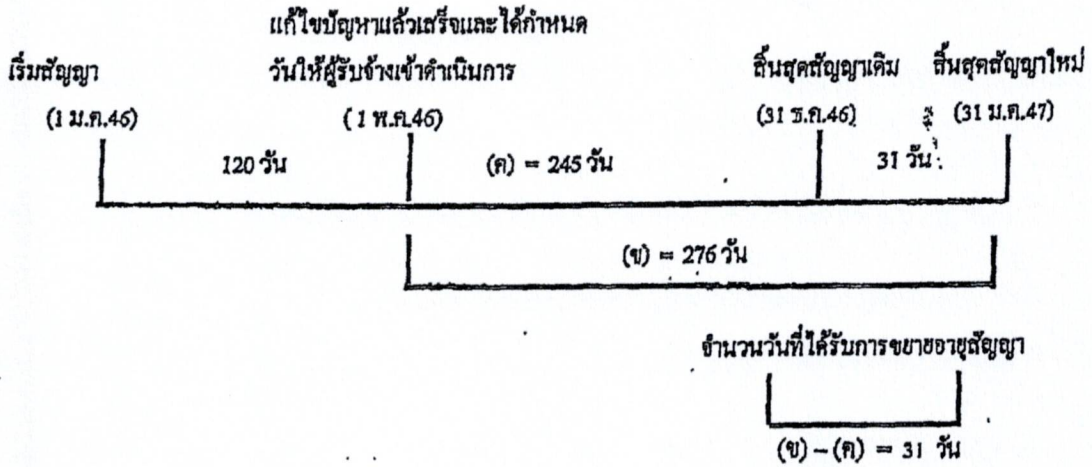 แก้ไขปัญหาแล้วเสร็จและได้กำหนด
เริ่มสัญญา วันให้ผู้รับจ้างเข้าดำเนินการ สิ้นสุดสัญญาเดิม สิ้นสุดสัญญาใหม่
(1 ม.ค.46) (1 พ.ค.46) (31 ธ.ค.46) (31 ม.ค.47)
120 วัน (ค) = 245 วัน 31 วัน
(ข) = 276 วัน
จำนวนวันที่ได้รับการขยายอายุสัญญา
(ข) – (ค) = 31 วัน